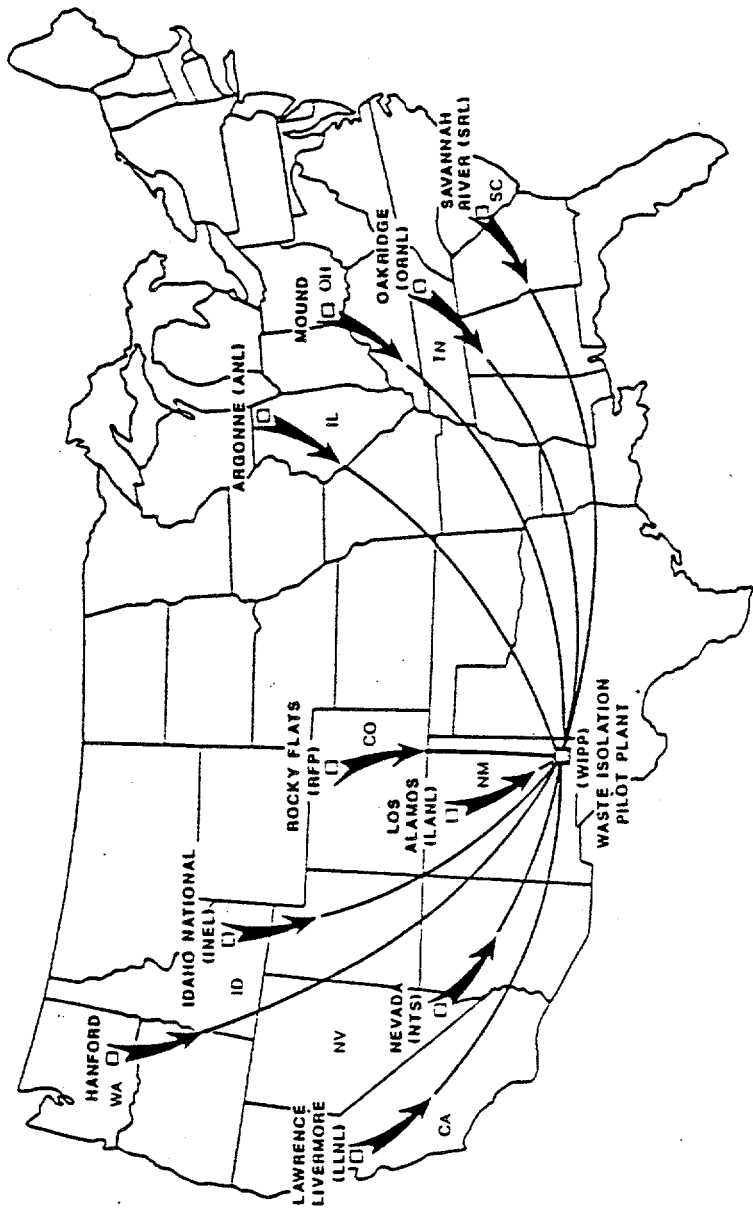 HANFORD
WA
IDAHO NATIONAL
(INEL)
ID
ROCKY FLATS
(RFP)
CO
ARGONNE (ANL)
IL
MOUND
OH
OAKRIDGE
(ORNL)
TN
SAVANNAH
RIVER (SRL)
SC
LAWRENCE
LIVERMORE
(LLNL)
CA
NV
NEVADA
(NTS)
LOS
ALAMOS
(LANL)
NM
(WIPP)
WASTE ISOLATION
PILOT PLANT